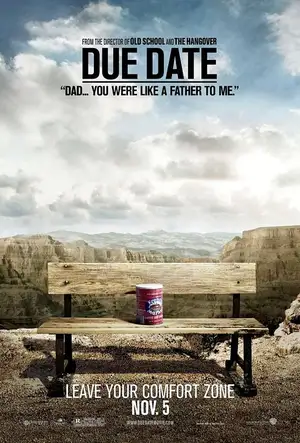 FROM THE DIRECTOR OF OLD SCHOOL AND THE HANGOVER
DUE DATE
“DAD... YOU WERE LIKE A FATHER TO ME.”
LEAVE YOUR COMFORT ZONE
NOV. 5